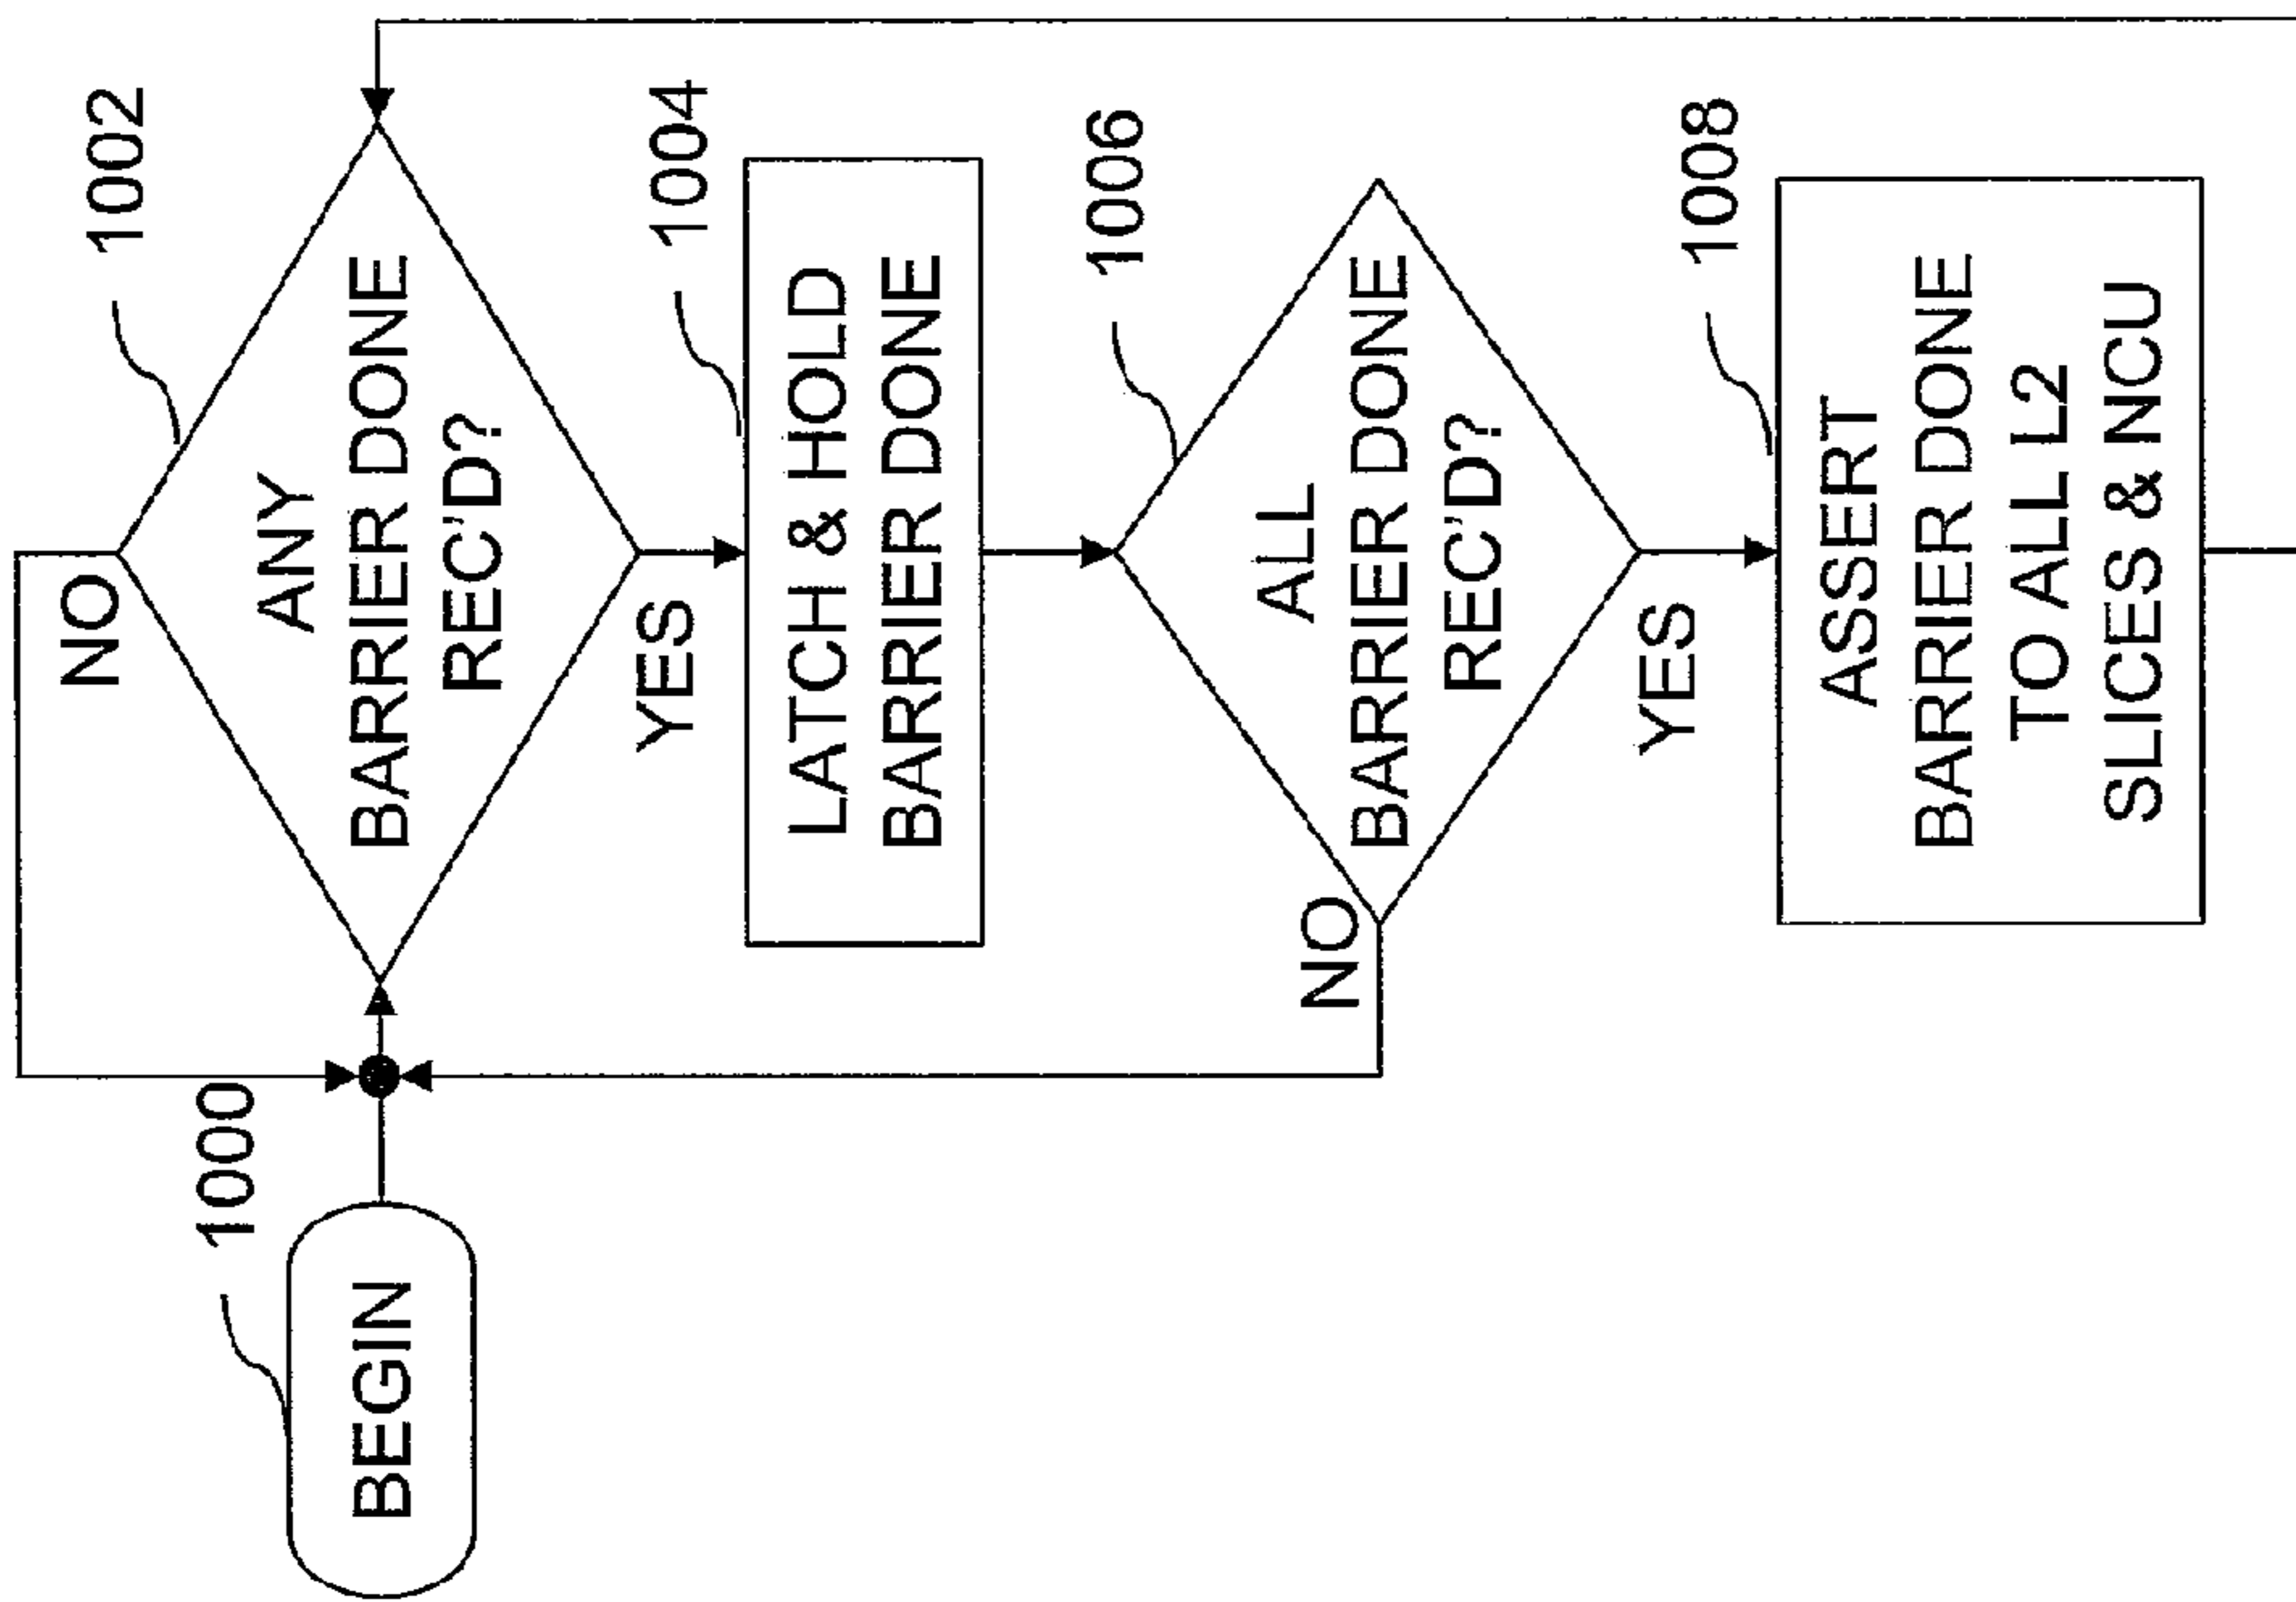 1000
BEGIN
NO
1002
ANY
BARRIER DONE
REC'D?
YES
1004
LATCH & HOLD
BARRIER DONE
1006
ALL
BARRIER DONE
REC'D?
NO
YES
1008
ASSERT
BARRIER DONE
TO ALL L2
SLICES & NCU